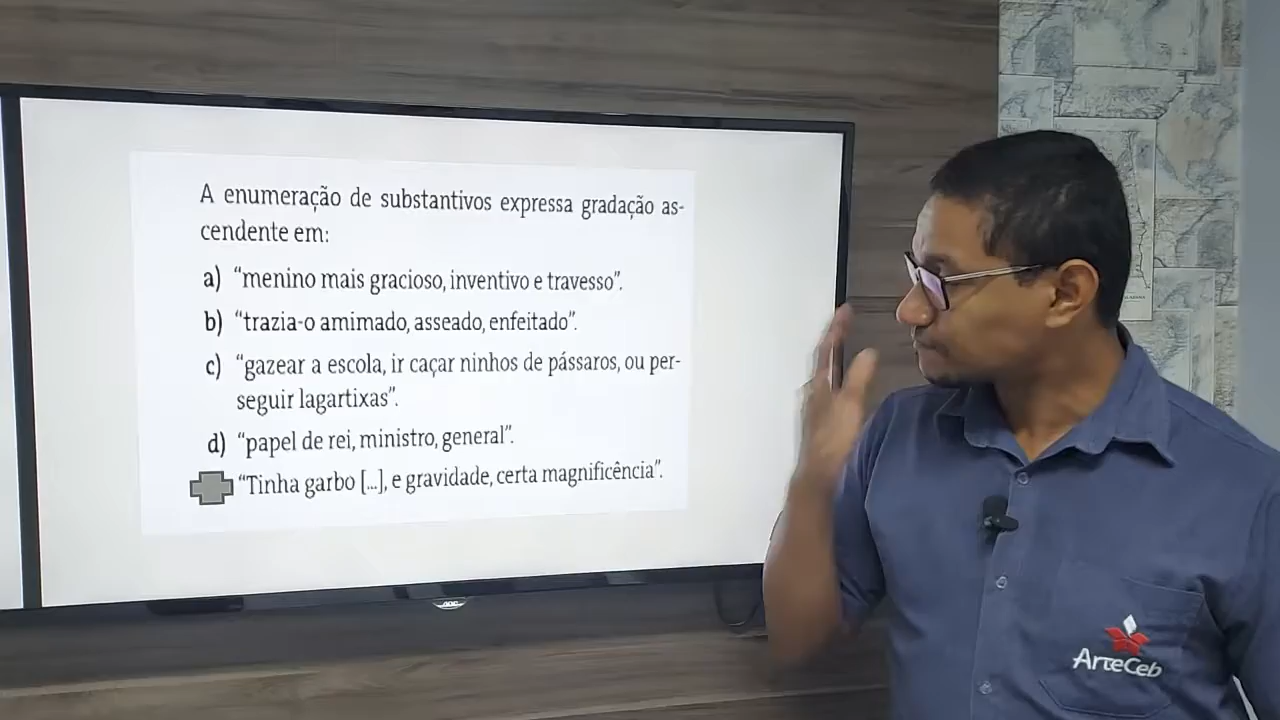 A enumeração de substantivos expressa gradação as-
cendente em:
a) “menino mais gracioso, inventivo e travesso”.
b) “trazia-o amimado, asseado, enfeitado”.
c) “gazear a escola, ir caçar ninhos de pássaros, ou per-
seguir lagartixas”.
d) “papel de rei, ministro, general”.
“Tinha garbo [...], e gravidade, certa magnificência”.
AOC
ArteCeb